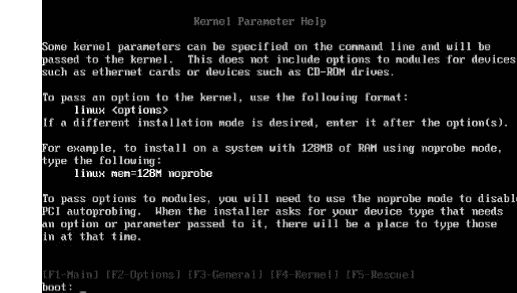 Kernel Parameter Help
Some kernel parameters can be specified on the command line and will be
passed to the kernel.  This does not include options to modules for devices
such as ethernet cards or devices such as CD-ROM drives.
To pass an option to the kernel, use the following format:
linux <options>
If a different installation mode is desired, enter it after the option(s).
For example, to install on a system with 128MB of RAM using noprobe mode,
type the following:
linux mem=128M noprobe
To pass options to modules, you will need to use the noprobe mode to disabl
PCI autoprobing.  When the installer asks for your device type that needs
an option or parameter passed to it, there will be a place to type those
in at that time.
[F1-Main] [F2-Options] [F3-General] [F4-Kernel] [F5-Rescue]
boot: _